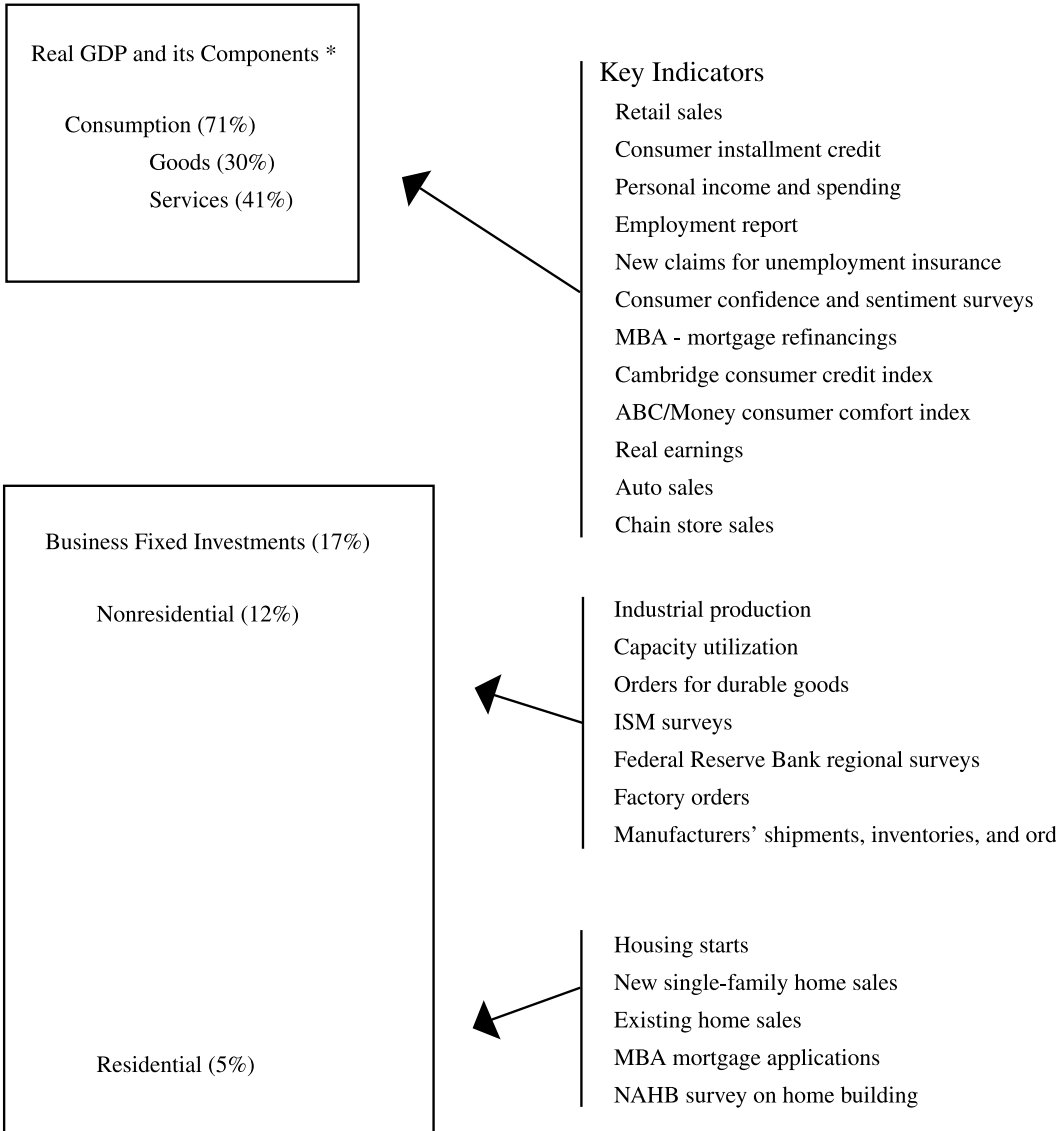 Real GDP and its Components *
Consumption (71%)
Goods (30%)
Services (41%)
Key Indicators
Retail sales
Consumer installment credit
Personal income and spending
Employment report
New claims for unemployment insurance
Consumer confidence and sentiment surveys
MBA - mortgage refinancings
Cambridge consumer credit index
ABC/Money consumer comfort index
Real earnings
Auto sales
Chain store sales
Business Fixed Investments (17%)
Nonresidential (12%)
Industrial production
Capacity utilization
Orders for durable goods
ISM surveys
Federal Reserve Bank regional surveys
Factory orders
Manufacturers’ shipments, inventories, and ord
Residential (5%)
Housing starts
New single-family home sales
Existing home sales
MBA mortgage applications
NAHB survey on home building